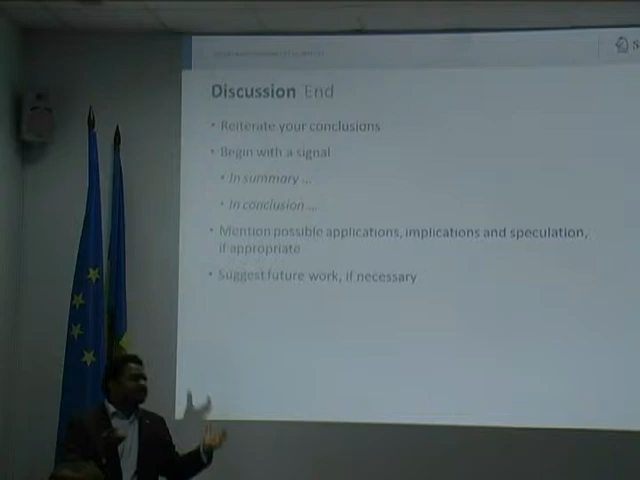 Discussion End
• Reiterate your conclusions
• Begin with a signal
• In summary ...
• In conclusion ...
• Mention possible applications, implications and speculation,
if appropriate
• Suggest future work, if necessary
S